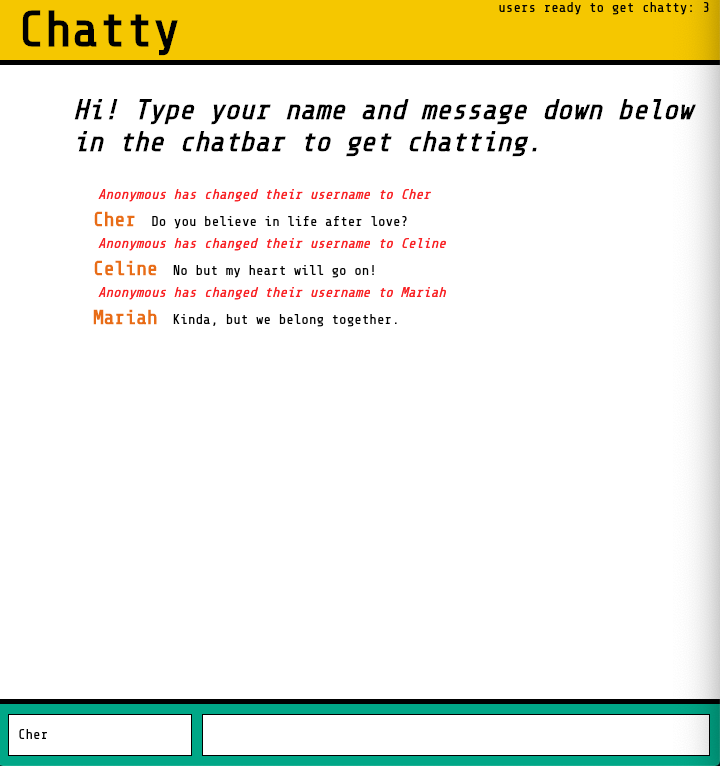 Chatty
users ready to get chatty: 3
Hi! Type your name and message down below
in the chatbar to get chatting.
Anonymous has changed their username to Cher
Cher Do you believe in life after love?
Anonymous has changed their username to Celine
Celine No but my heart will go on!
Anonymous has changed their username to Mariah
Mariah Kinda, but we belong together.
Cher